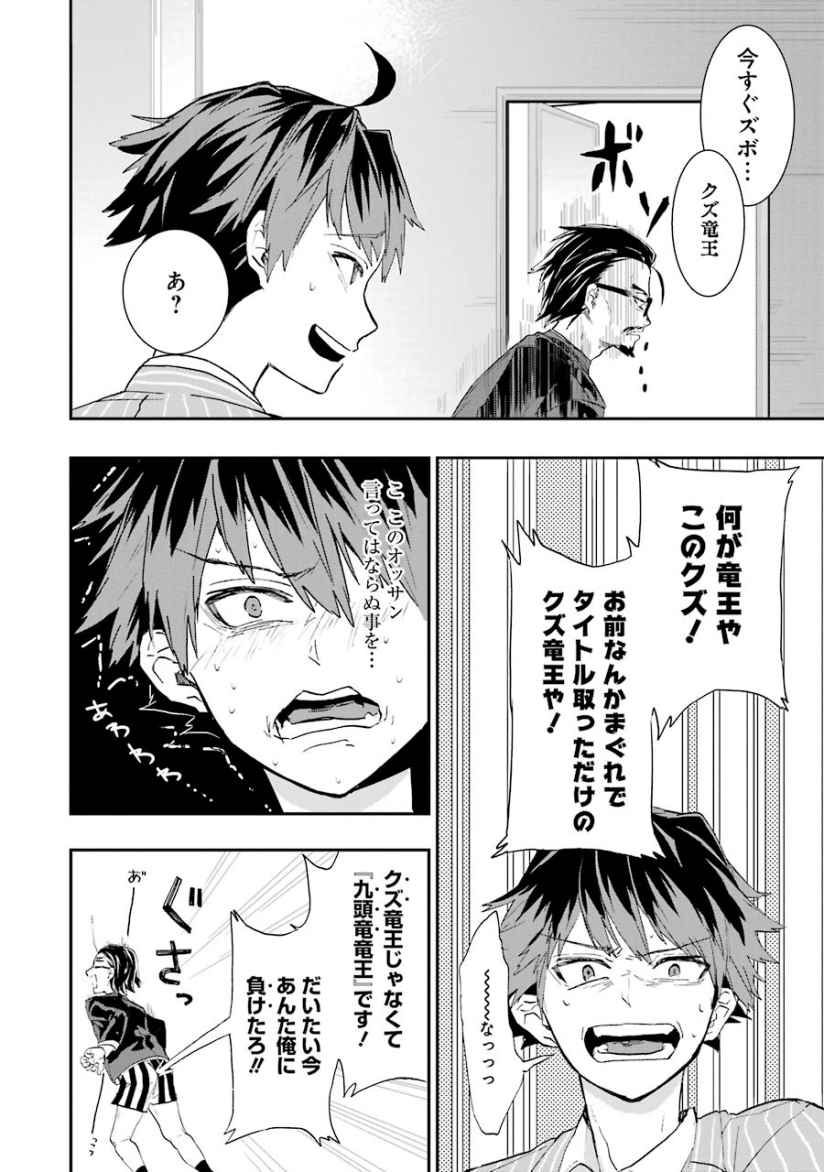 今すぐズボ…
クズ竜王
ボソッ
あ？
何が竜王や
このクズ！
お前なんかまぐれで
タイトル取っただけの
クズ竜王や！
～～～～なっっっ
こ このオッサン
言ってはならぬ事を…
あわわわ…
クズ竜王じゃなくて
『九頭竜竜王』です！
だいたい今
あんた俺に
負けたろ!!
ぐさっ
あ゛